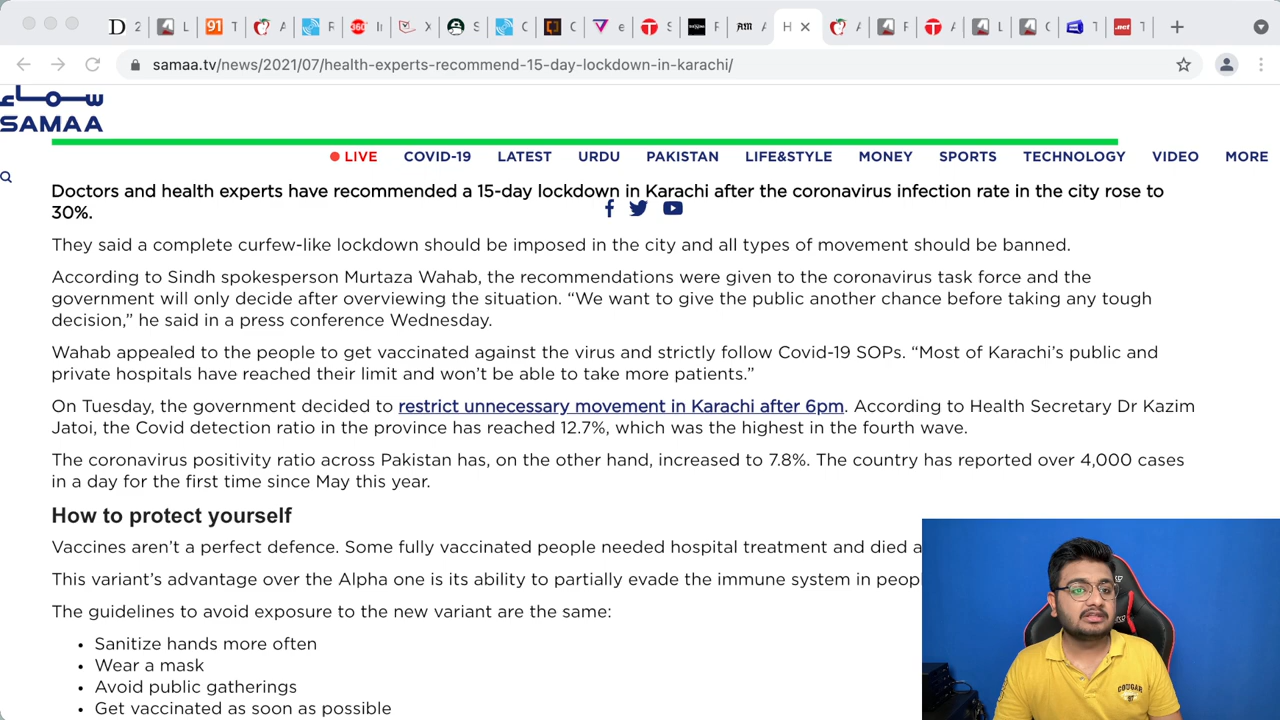 D 2 L 91 T A R 360 Ir X S C C e S F AM A H × A F A L C T .net T +
samaa.tv/news/2021/07/health-experts-recommend-15-day-lockdown-in-karachi/
سماء
SAMAA
LIVE COVID-19 LATEST URDU PAKISTAN LIFE&STYLE MONEY SPORTS TECHNOLOGY VIDEO MORE
Doctors and health experts have recommended a 15-day lockdown in Karachi after the coronavirus infection rate in the city rose to
30%.
They said a complete curfew-like lockdown should be imposed in the city and all types of movement should be banned.
According to Sindh spokesperson Murtaza Wahab, the recommendations were given to the coronavirus task force and the
government will only decide after overviewing the situation. “We want to give the public another chance before taking any tough
decision,” he said in a press conference Wednesday.
Wahab appealed to the people to get vaccinated against the virus and strictly follow Covid-19 SOPs. “Most of Karachi’s public and
private hospitals have reached their limit and won’t be able to take more patients.”
On Tuesday, the government decided to restrict unnecessary movement in Karachi after 6pm. According to Health Secretary Dr Kazim
Jatoi, the Covid detection ratio in the province has reached 12.7%, which was the highest in the fourth wave.
The coronavirus positivity ratio across Pakistan has, on the other hand, increased to 7.8%. The country has reported over 4,000 cases
in a day for the first time since May this year.
How to protect yourself
Vaccines aren’t a perfect defence. Some fully vaccinated people needed hospital treatment and died a
This variant’s advantage over the Alpha one is its ability to partially evade the immune system in peop
The guidelines to avoid exposure to the new variant are the same:
• Sanitize hands more often
• Wear a mask
• Avoid public gatherings
• Get vaccinated as soon as possible
COUGAR